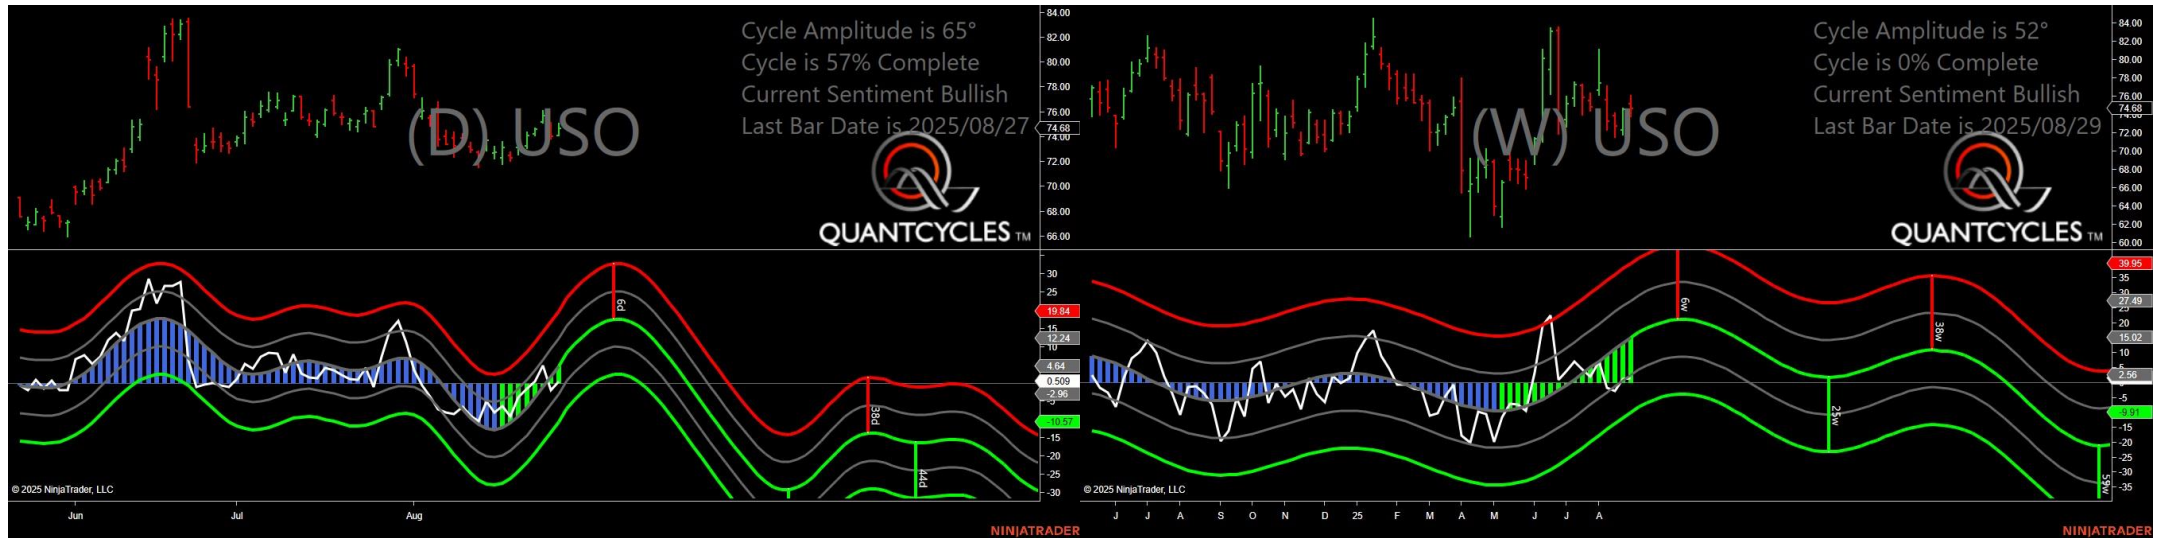 Cycle Amplitude is 65°
Cycle is 57% Complete
Current Sentiment Bullish
Last Bar Date is 2025/08/27
(D) USO
QUANTCYCLES TM
84.00
82.00
80.00
78.00
76.00
74.68
74.00
72.00
70.00
68.00
66.00
6d
38d
44d
30
25
19.84
15
12.24
10
4.64
0.509
-2.96
-5
-10.57
-15
-20
-25
-30
© 2025 NinjaTrader, LLC
Jun
Jul
Aug
NINJATRADER
Cycle Amplitude is 52°
Cycle is 0% Complete
Current Sentiment Bullish
Last Bar Date is 2025/08/29
(W) USO
QUANTCYCLES TM
84.00
82.00
80.00
78.00
76.00
74.68
74.00
72.00
70.00
68.00
66.00
64.00
62.00
60.00
6w
25w
38w
59w
39.95
35
27.49
25
20
15.02
10
2.56
-5
-9.91
-15
-20
-25
-30
-35
© 2025 NinjaTrader, LLC
J
J
A
S
O
N
D
25
F
M
A
M
J
J
A
NINJATRADER